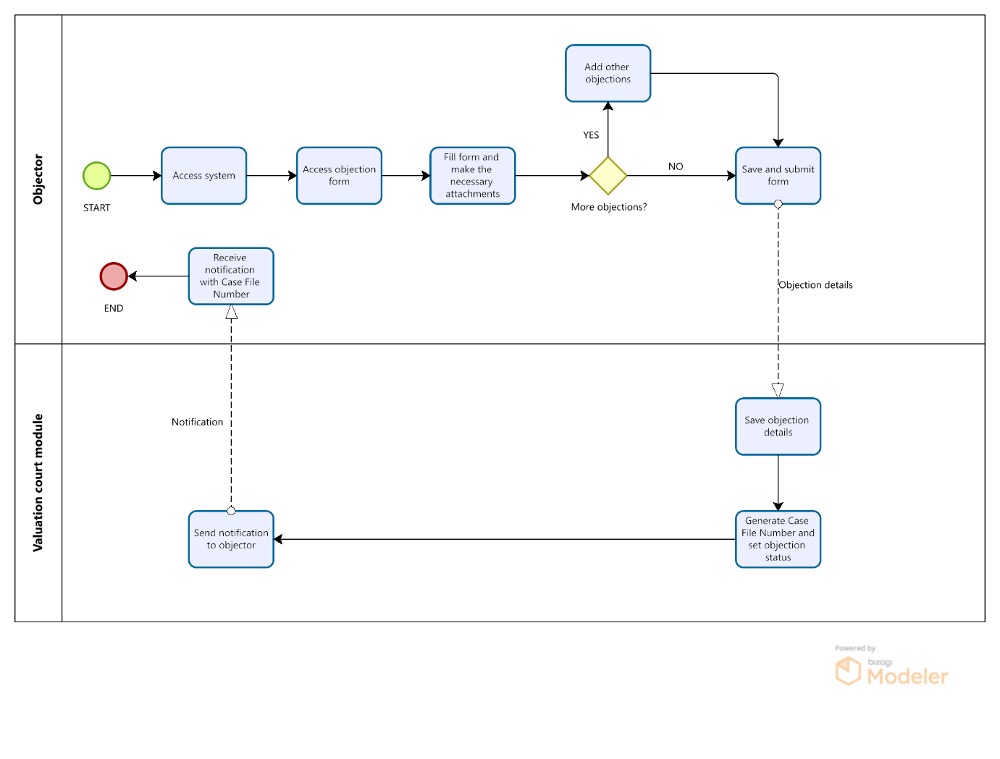 Objector
Add other
objections
YES
START
Access system
Access objection
form
Fill form and
make the
necessary
attachments
More objections?
NO
Save and submit
form
END
Receive
notification
with Case File
Number
Objection details
Valuation court module
Notification
Save objection
details
Send notification
to objector
Generate Case
File Number and
set objection
status
Powered by
bizagi
Modeler